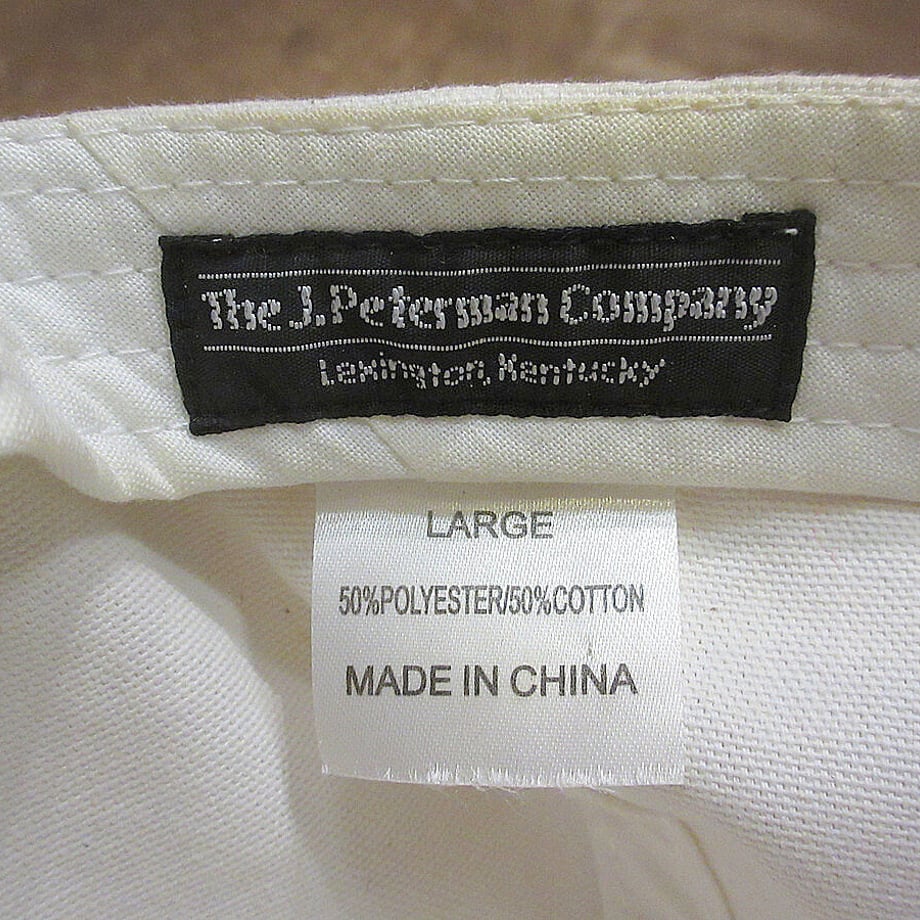 The J. Peterman Company
Lexington, Kentucky
LARGE
50%POLYESTER/50%COTTON
MADE IN CHINA